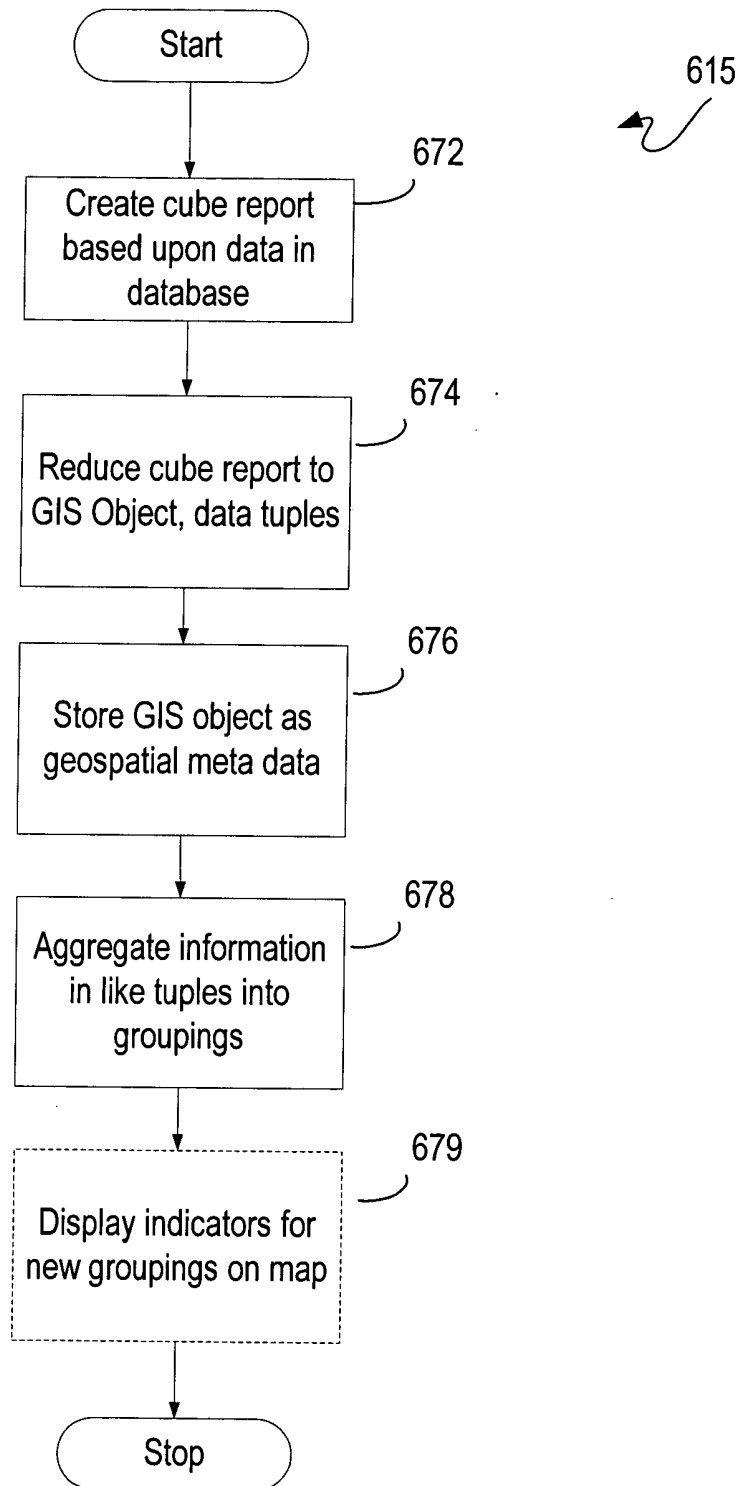 Start
615
672
Create cube report
based upon data in
database
674
Reduce cube report to
GIS Object, data tuples
676
Store GIS object as
geospatial meta data
678
Aggregate information
in like tuples into
groupings
679
Display indicators for
new groupings on map
Stop